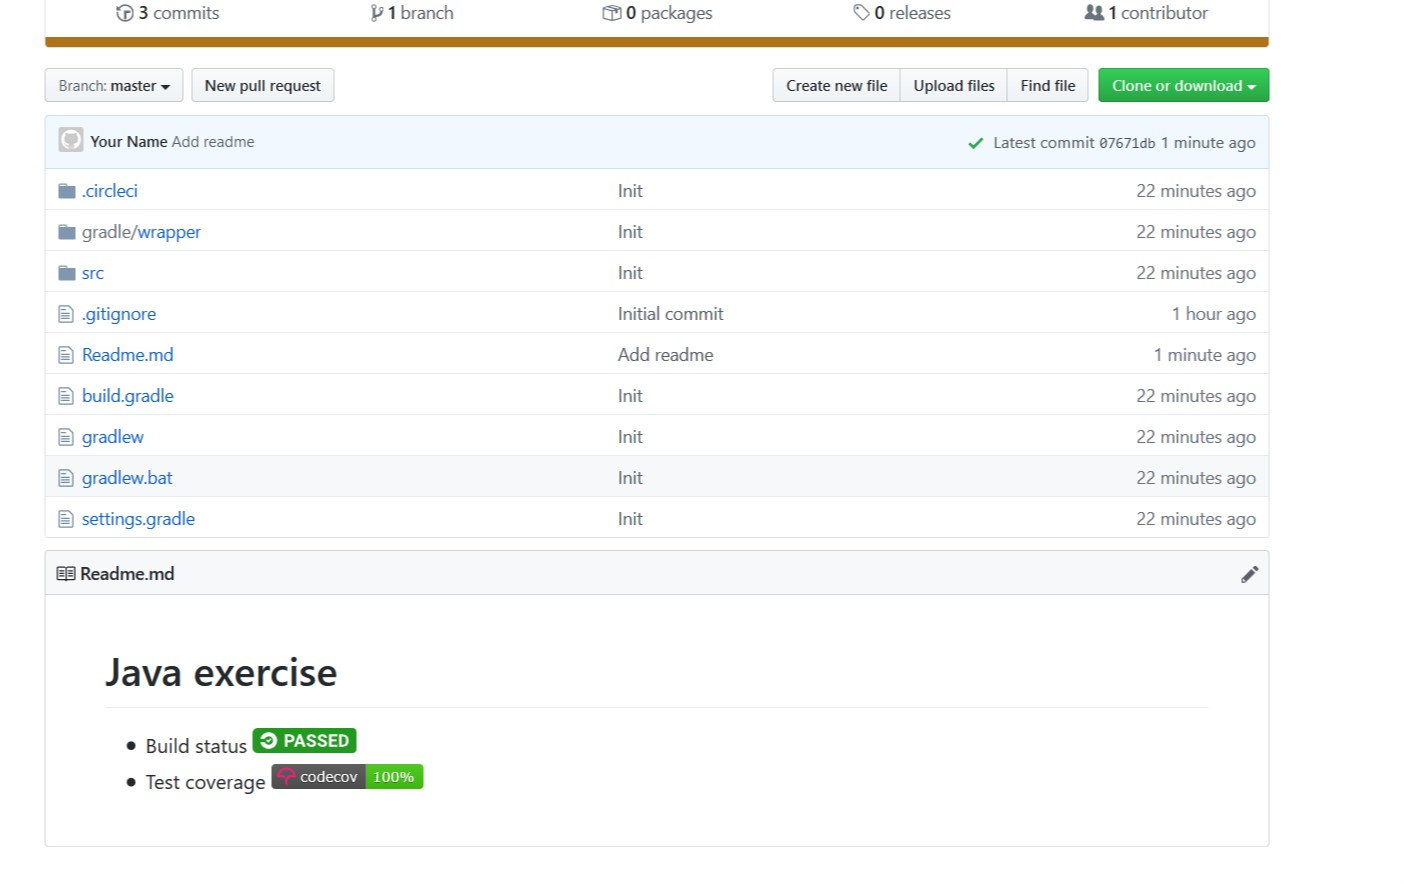 3 commits 1 branch 0 packages 0 releases 1 contributor
Branch: master New pull request Create new file Upload files Find file Clone or download
Your Name Add readme Latest commit 07671db 1 minute ago
.circleci Init 22 minutes ago
gradle/wrapper Init 22 minutes ago
src Init 22 minutes ago
.gitignore Initial commit 1 hour ago
Readme.md Add readme 1 minute ago
build.gradle Init 22 minutes ago
gradlew Init 22 minutes ago
gradlew.bat Init 22 minutes ago
settings.gradle Init 22 minutes ago
Readme.md
Java exercise
Build status PASSED
Test coverage codecov 100%